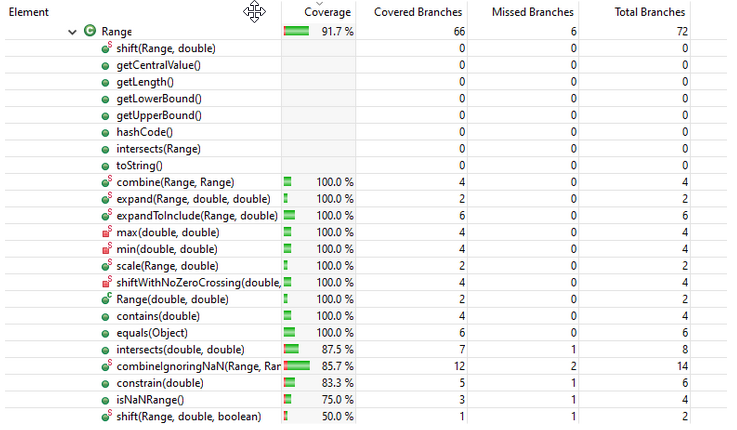 Element Coverage Covered Branches Missed Branches Total Branches
Range 91.7 % 66 6 72
shift(Range, double) 0 0 0
getCentralValue() 0 0 0
getLength() 0 0 0
getLowerBound() 0 0 0
getUpperBound() 0 0 0
hashCode() 0 0 0
intersects(Range) 0 0 0
toString() 0 0 0
combine(Range, Range) 100.0 % 4 0 4
expand(Range, double, double) 100.0 % 2 0 2
expandToInclude(Range, double) 100.0 % 6 0 6
max(double, double) 100.0 % 4 0 4
min(double, double) 100.0 % 4 0 4
scale(Range, double) 100.0 % 2 0 2
shiftWithNoZeroCrossing(double, 100.0 % 4 0 4
Range(double, double) 100.0 % 2 0 2
contains(double) 100.0 % 4 0 4
equals(Object) 100.0 % 6 0 6
intersects(double, double) 87.5 % 7 1 8
combineIgnoringNaN(Range, Ran 85.7 % 12 2 14
constrain(double) 83.3 % 5 1 6
isNaNRange() 75.0 % 3 1 4
shift(Range, double, boolean) 50.0 % 1 1 2